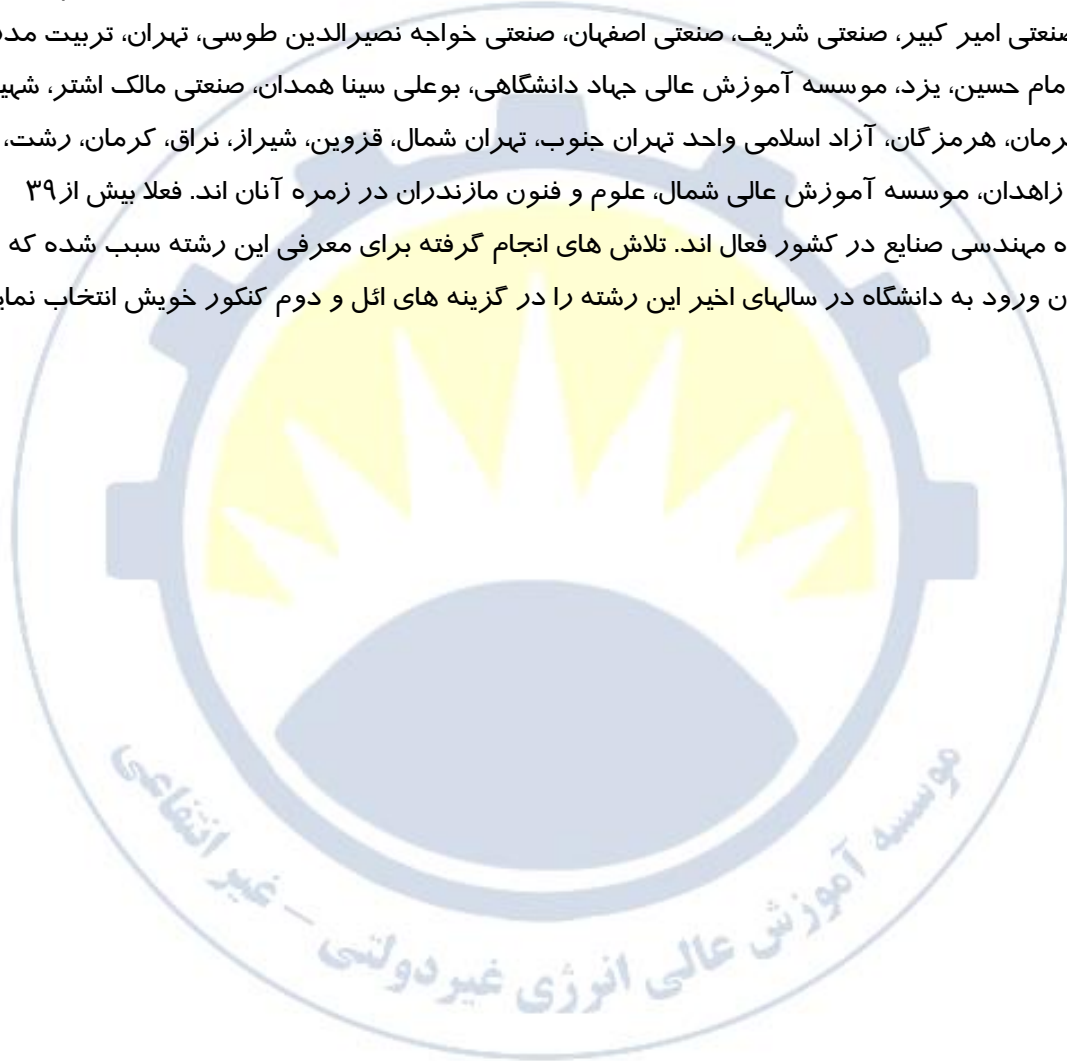 صنعتی امیر کبیر، صنعتی شریف، صنعتی اصفهان، صنعتی خواجه نصیرالدین طوسی، تهران، تربیت مد
امام حسین، یزد، موسسه آموزش عالی جهاد دانشگاهی، بوعلی سینا همدان، صنعتی مالک اشتر، شهی
رمان، هرمزگان، آزاد اسلامی واحد تهران جنوب، تهران شمال، قزوین، شیراز، نراق، کرمان، رشت،
زاهدان، موسسه آموزش عالی شمال، علوم و فنون مازندران در زمره آنان اند. فعلا بیش از ۳۹
ه مهندسی صنایع در کشور فعال اند. تلاش های انجام گرفته برای معرفی این رشته سبب شده که
ن ورود به دانشگاه در سالهای اخیر این رشته را در گزینه های ائل و دوم کنکور خویش انتخاب نمای
موسسه آموزش عالی انرژی غیردولتی – غیر انتفاعی